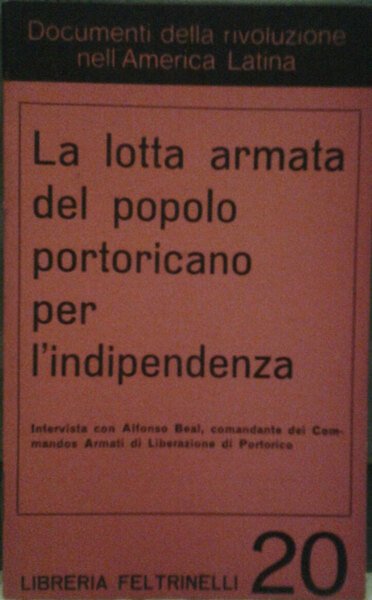 Documenti della rivoluzione
nell'America Latina
La lotta armata
del popolo
portoricano
per
l'indipendenza
Intervista con Alfonso Beal, comandante dei Com-
mandos Armati di Liberazione di Portorico
LIBRERIA FELTRINELLI 20